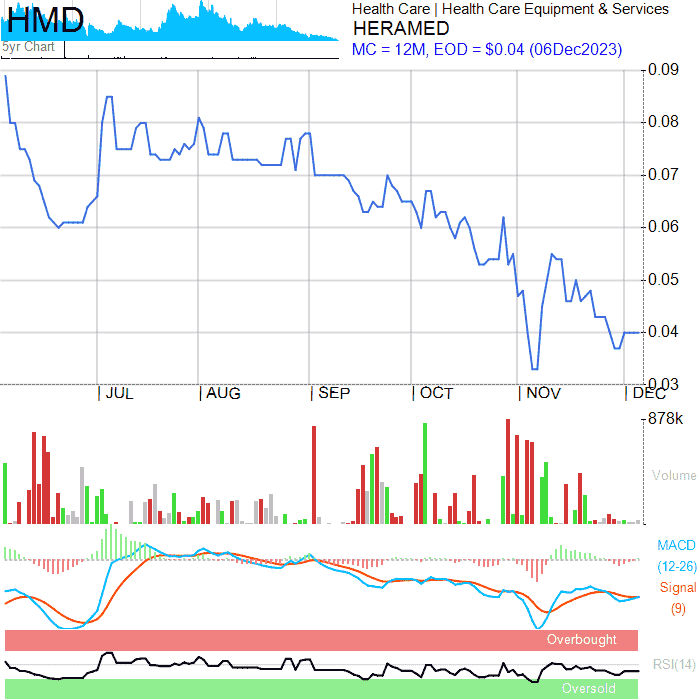 HMD
5yr Chart
Health Care | Health Care Equipment & Services
HERAMED
MC = 12M, EOD = $0.04 (06Dec2023)
0.09
0.08
0.07
0.06
0.05
0.04
0.03
| JUL | AUG | SEP | OCT | NOV | DEC
878k
Volume
MACD
(12-26)
Signal
(9)
Overbought
RSI(14)
Oversold